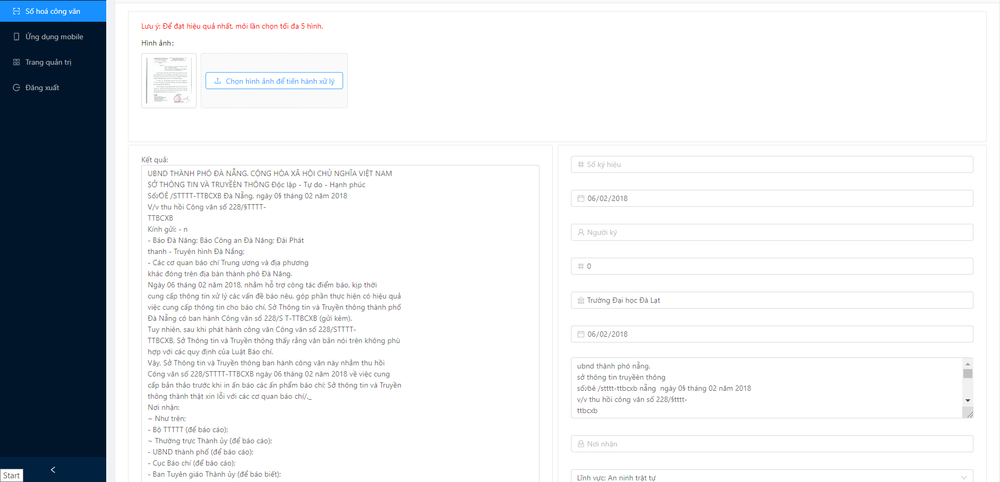 Số hoá công văn
Ứng dụng mobile
Trang quản trị
Đăng xuất
Start
Lưu ý: Để đạt hiệu quả nhất, môi lần chọn tối đa 5 hình.
Hình ảnh:
Chọn hình ảnh để tiến hành xử lý
Kết quả:
UBND THÀNH PHÓ ĐÀ NẴNG. CỘNG HÒA XÃ HỘI CHỦ NGHĨA VIỆT NAM
SỞ THÔNG TIN VÀ TRUYỀÈN THÔNG Độc lập - Tự do - Hạnh phúc
Số:⁄ÖÊ /STTTT-TTBCXB Đà Nẵng, ngày 0§ tháng 02 năm 2018
V/v thu hồi Công văn số 228/§TTTT-
TTBCXB
Kính gửi: - n
- Báo Đà Năng; Báo Công an Đà Năng; Đài Phát
thanh - Truyên hình Đà Nắng;
- Các cơ quan báo chí Trung ương và địa phương
khác đóng trên địa bàn thành phô Đà Năng.
Ngày 06 tháng 02 năm 2018, nhằm hỗ trợ công tác điểm báo, kịp thời
cung cấp thông tin xử lý các vấn đề báo nêu, góp phần thực hiện có hiệu quả
việc cung cấp thông tin cho báo chí, Sở Thông tin và Truyền thông thành phố
Đà Nẵng có ban hành Công văn số 228/S T-TTBCXB (gửi kèm).
Tuy nhiên, sau khi phát hành công văn Công văn số 228/STTTT-
TTBCXB, Sở Thông tin và Truyền thông thấy rằng văn bản nói trên không phù
hợp với các quy định của Luật Báo chí.
Vậy, Sở Thông tin và Truyền thông ban hành công văn này nhằm thu hồi
Công văn số 228/STTTT-TTBCXB ngày 06 tháng 02 năm 2018 về việc cung
cấp bản thảo trước khi in ấn báo các ấn phẩm báo chí; Sở thông tin và Truyền
thông thành thật xin lỗi với các cơ quan báo chí/._
Nơi nhận:
~ Như trên;
- Bộ TTTTT (để báo cáo);
~ Thường trực Thành ủy (để báo cáo);
- UBND thành phố (để báo cáo);
- Cục Báo chí (để báo cáo);
- Ban Tuyên giáo Thành ủy (để báo biết);
Số ký hiệu
06/02/2018
Người ký
0
Trường Đại học Đà Lạt
06/02/2018
ubnd thành phó nẵng.
sở thông tin truyềèn thông
số:⁄öê /stttt-ttbcxb nẵng  ngày 0§ tháng 02 năm 2018
v/v thu hồi công văn số 228/§tttt-
ttbcxb
Nơi nhận
Lĩnh vực: An ninh trật tự